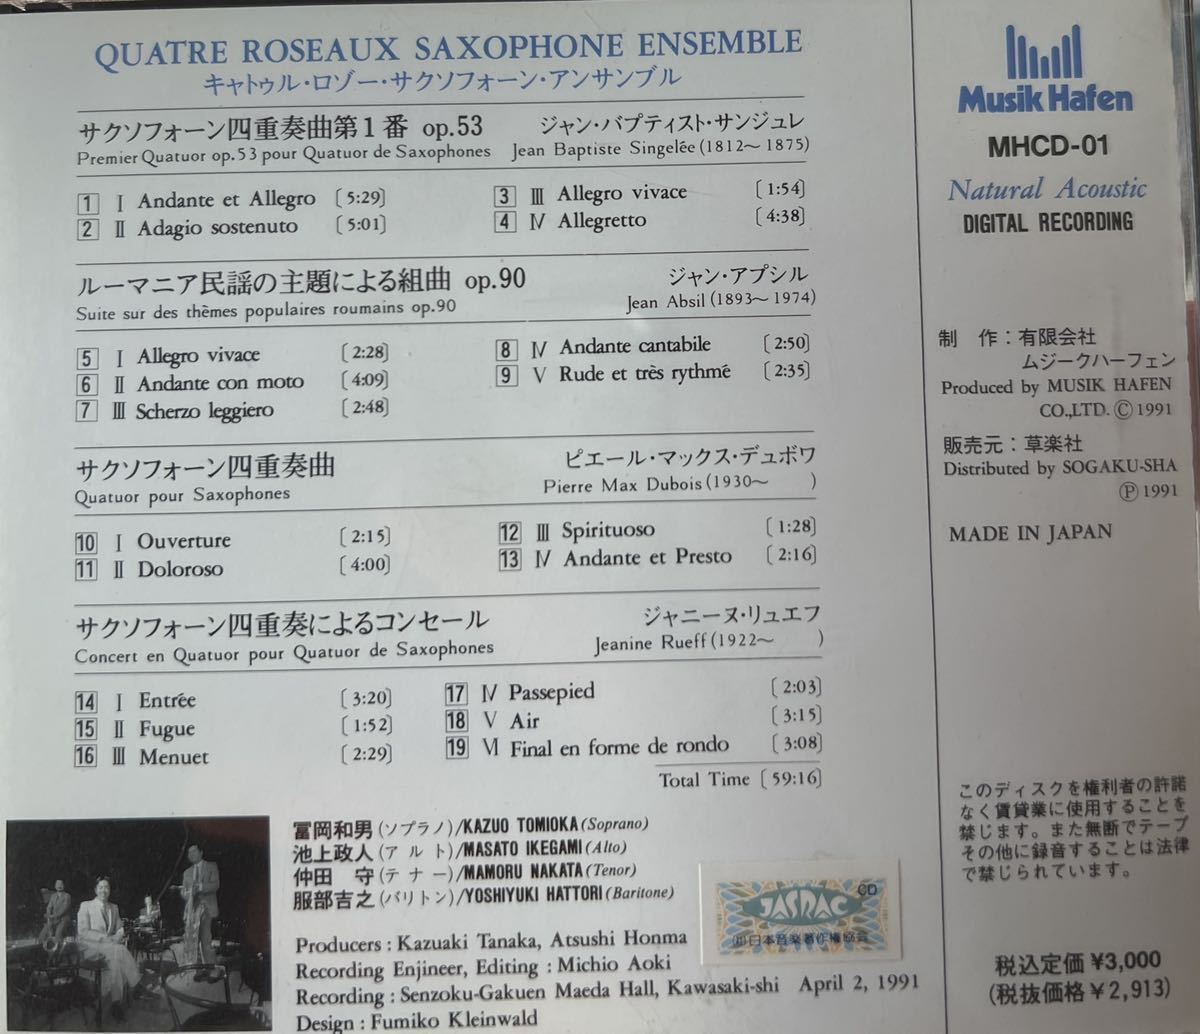 QUATRE ROSEAUX SAXOPHONE ENSEMBLE
キャトゥル・ロゾー・サクソフォーン・アンサンブル
サクソフォーン四重奏曲第1番 op.53 ジャン・バプティスト・サンジュレ
Premier Quatuor op.53 pour Quatuor de Saxophones Jean Baptiste Singelée (1812〜1875)
1 Ⅰ Andante et Allegro [5:29]
2 Ⅱ Adagio sostenuto [5:01]
3 Ⅲ Allegro vivace [1:54]
4 Ⅳ Allegretto [4:38]
ルーマニア民謡の主題による組曲 op.90 ジャン・アプシル
Suite sur des thèmes populaires roumains op.90 Jean Absil (1893〜1974)
5 Ⅰ Allegro vivace [2:28]
6 Ⅱ Andante con moto [4:09]
7 Ⅲ Scherzo leggiero [2:48]
8 Ⅳ Andante cantabile [2:50]
9 Ⅴ Rude et très rythmé [2:35]
サクソフォーン四重奏曲 ピエール・マックス・デュボワ
Quatuor pour Saxophones Pierre Max Dubois (1930〜 )
10 Ⅰ Ouverture [2:15]
11 Ⅱ Doloroso [4:00]
12 Ⅲ Spirituoso [1:28]
13 Ⅳ Andante et Presto [2:16]
サクソフォーン四重奏によるコンセール ジャニーヌ・リュエフ
Concert en Quatuor pour Quatuor de Saxophones Jeanine Rueff (1922〜 )
14 Ⅰ Entrée [3:20]
15 Ⅱ Fugue [1:52]
16 Ⅲ Menuet [2:29]
17 Ⅳ Passepied [2:03]
18 Ⅴ Air [3:15]
19 Ⅵ Final en forme de rondo [3:08]
Total Time [59:16]
冨岡和男(ソプラノ)/KAZUO TOMIOKA (Soprano)
池上政人(アルト)/MASATO IKEGAMI (Alto)
仲田 守(テナー)/MAMORU NAKATA (Tenor)
服部吉之(バリトン)/YOSHIYUKI HATTORI (Baritone)
Producers : Kazuaki Tanaka, Atsushi Honma
Recording Enjineer, Editing : Michio Aoki
Recording : Senzoku-Gakuen Maeda Hall, Kawasaki-shi April 2, 1991
Design : Fumiko Kleinwald
CD
JASRAC
(社)日本音楽著作権協会
Musik Hafen
MHCD-01
Natural Acoustic
DIGITAL RECORDING
制 作：有限会社
ムジークハーフェン
Produced by MUSIK HAFEN
CO.,LTD. Ⓒ 1991
販売元：草楽社
Distributed by SOGAKU-SHA
Ⓟ 1991
MADE IN JAPAN
このディスクを権利者の許諾
なく賃貸業に使用することを
禁じます。また無断でテープ
その他に録音することは法律
で禁じられています。
税込定価￥3,000
(税抜価格￥2,913)